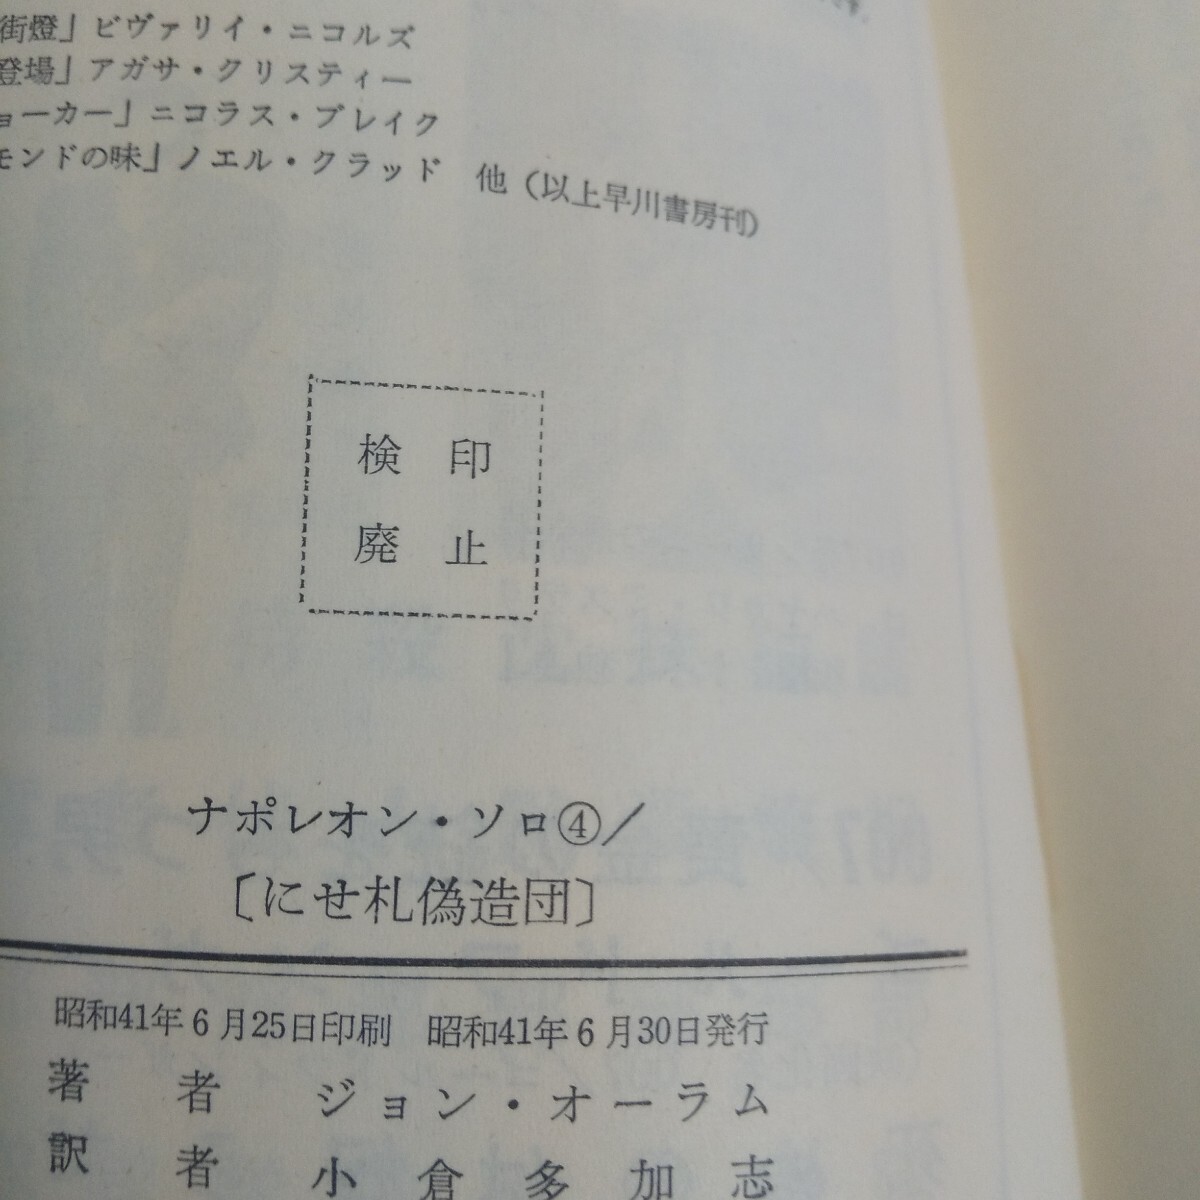 街燈」ビヴァリイ・ニコルズ
登場」アガサ・クリスティー
ョーカー」ニコラス・ブレイク
モンドの味」ノエル・クラッド 他(以上早川書房刊)
検印
廃止
ナポレオン・ソロ④/
〔にせ札偽造団〕
昭和41年6月25日印刷 昭和41年6月30日発行
著者 ジョン・オーラム
訳者 小倉多加志